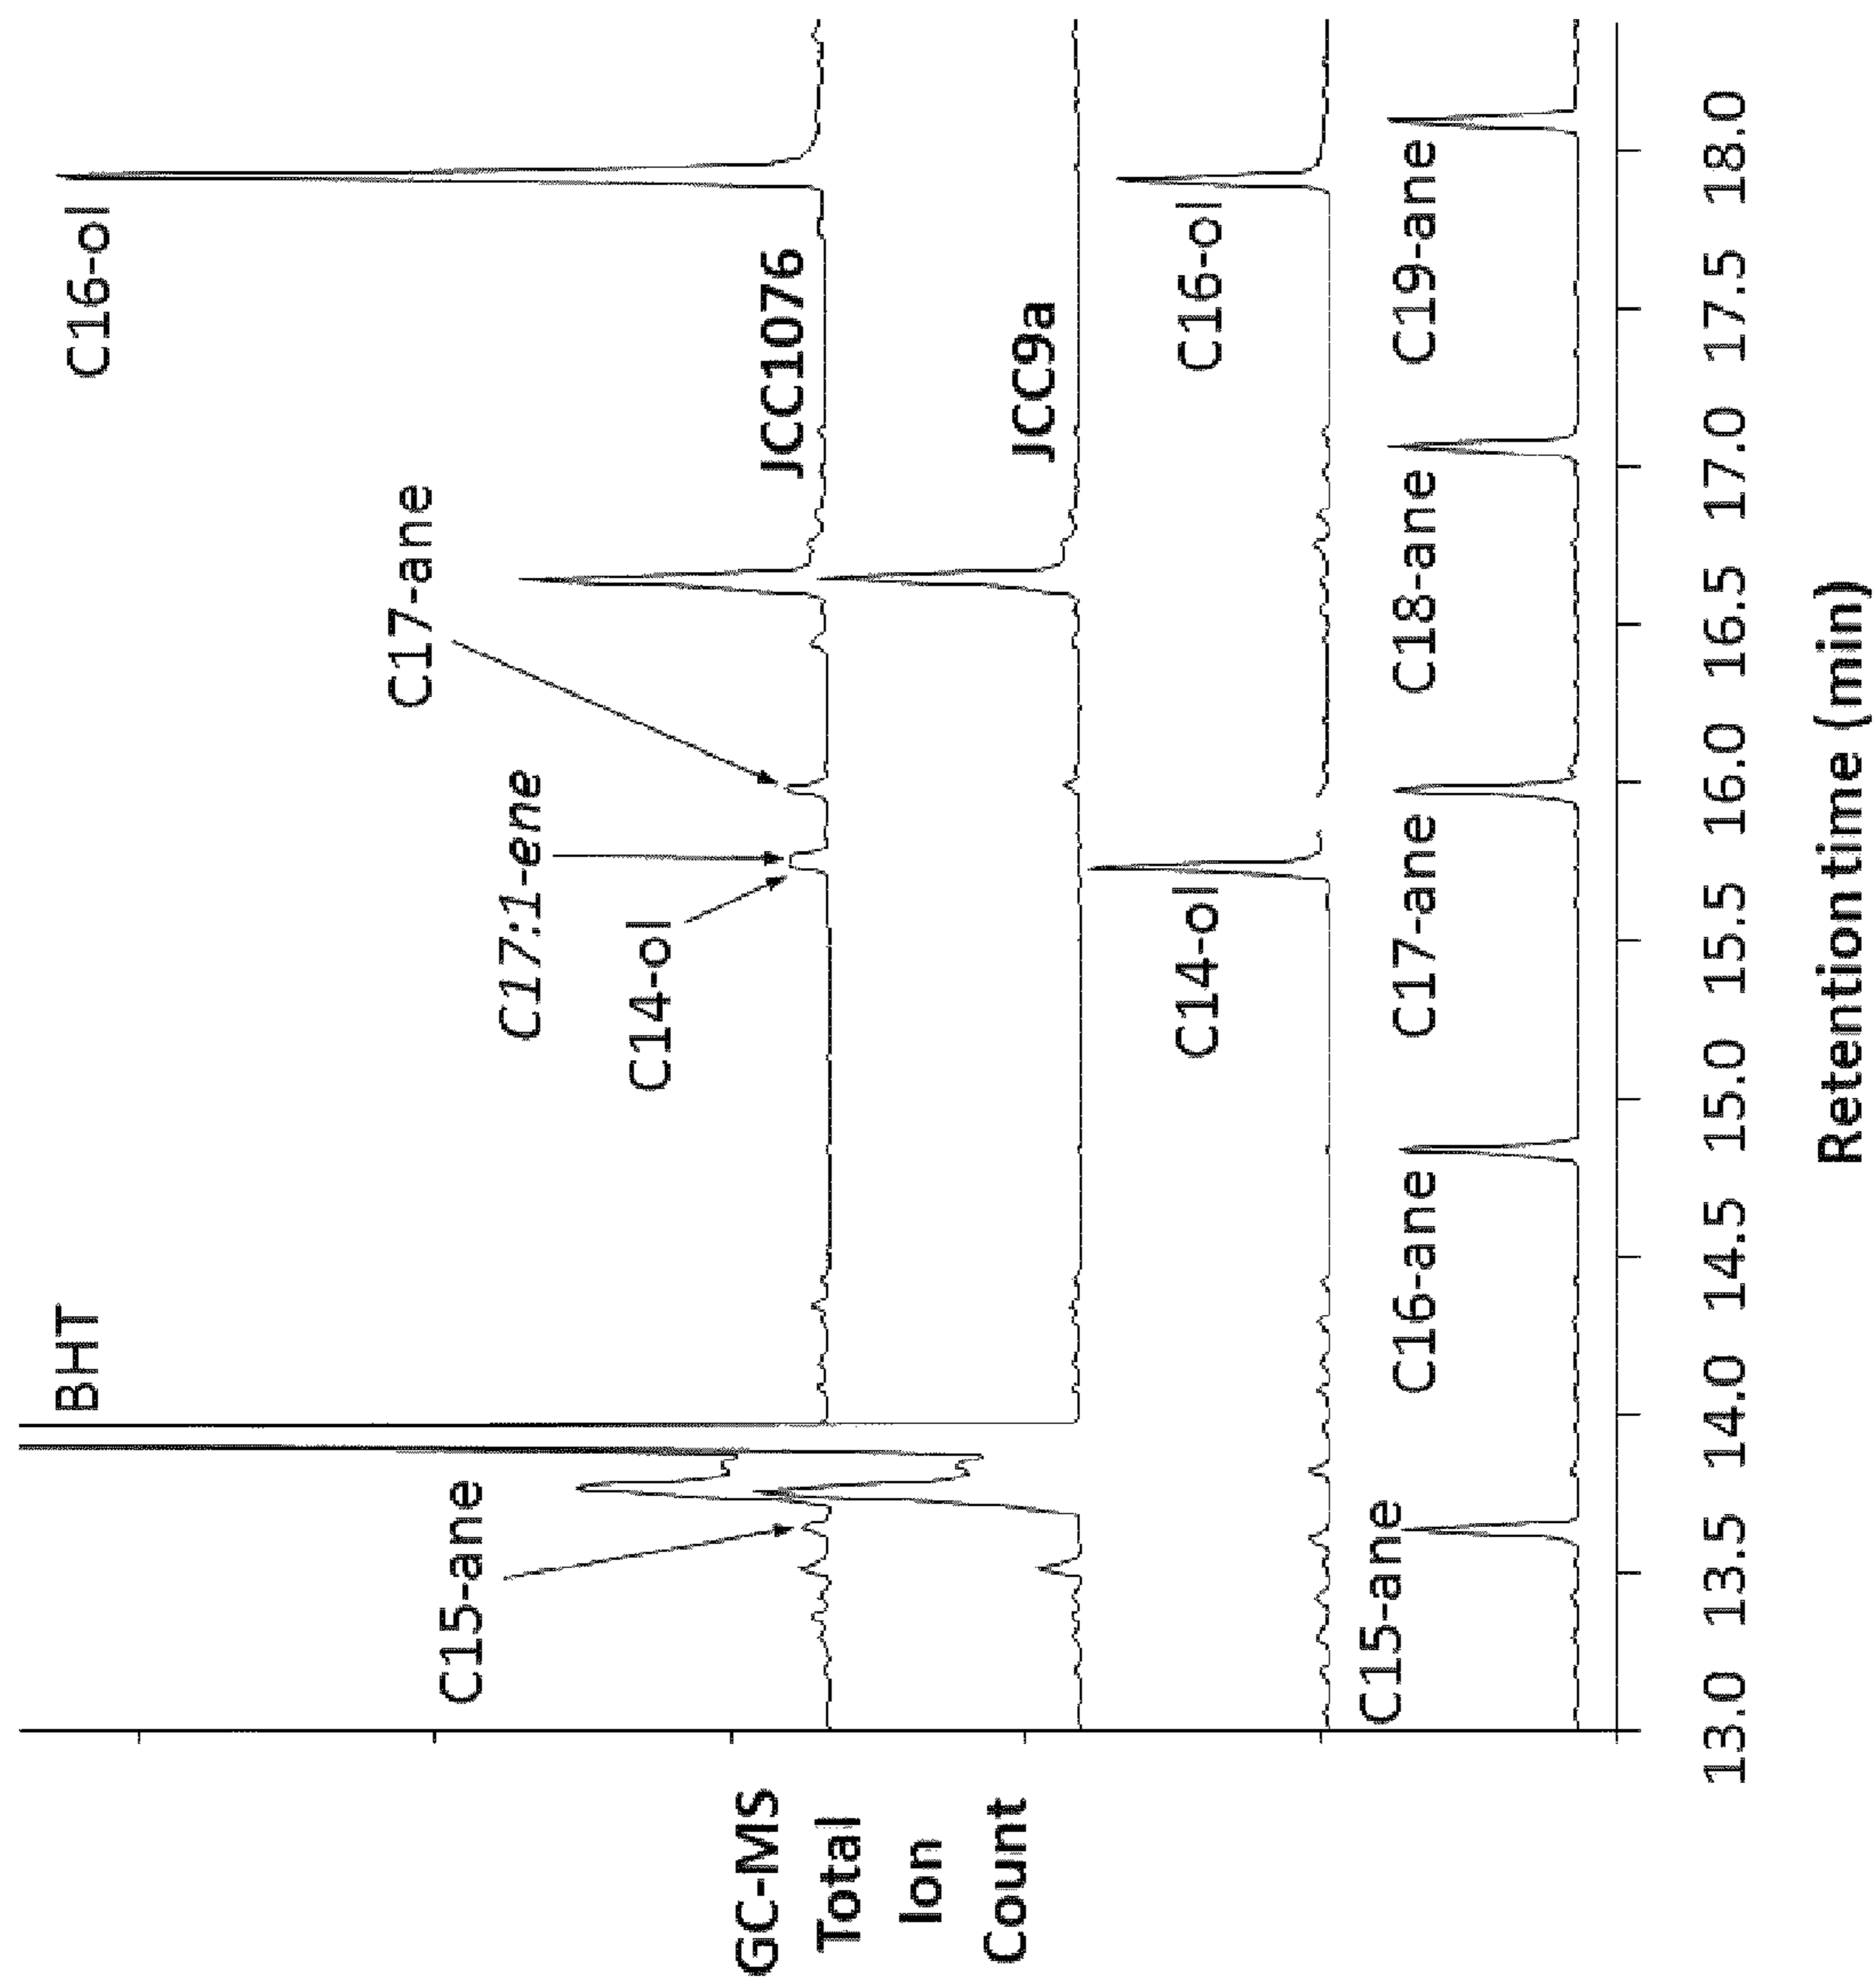 BHT
C16-ol
C17-ane
C15-ane
C17:1-ene
C14-ol
JCC1076
JCC9a
GC-MS
Total
Ion
Count
C14-ol
C16-ol
C15-ane
C16-ane
C17-ane
C18-ane
C19-ane
13.0 13.5 14.0 14.5 15.0 15.5 16.0 16.5 17.0 17.5 18.0
Retention time (min)